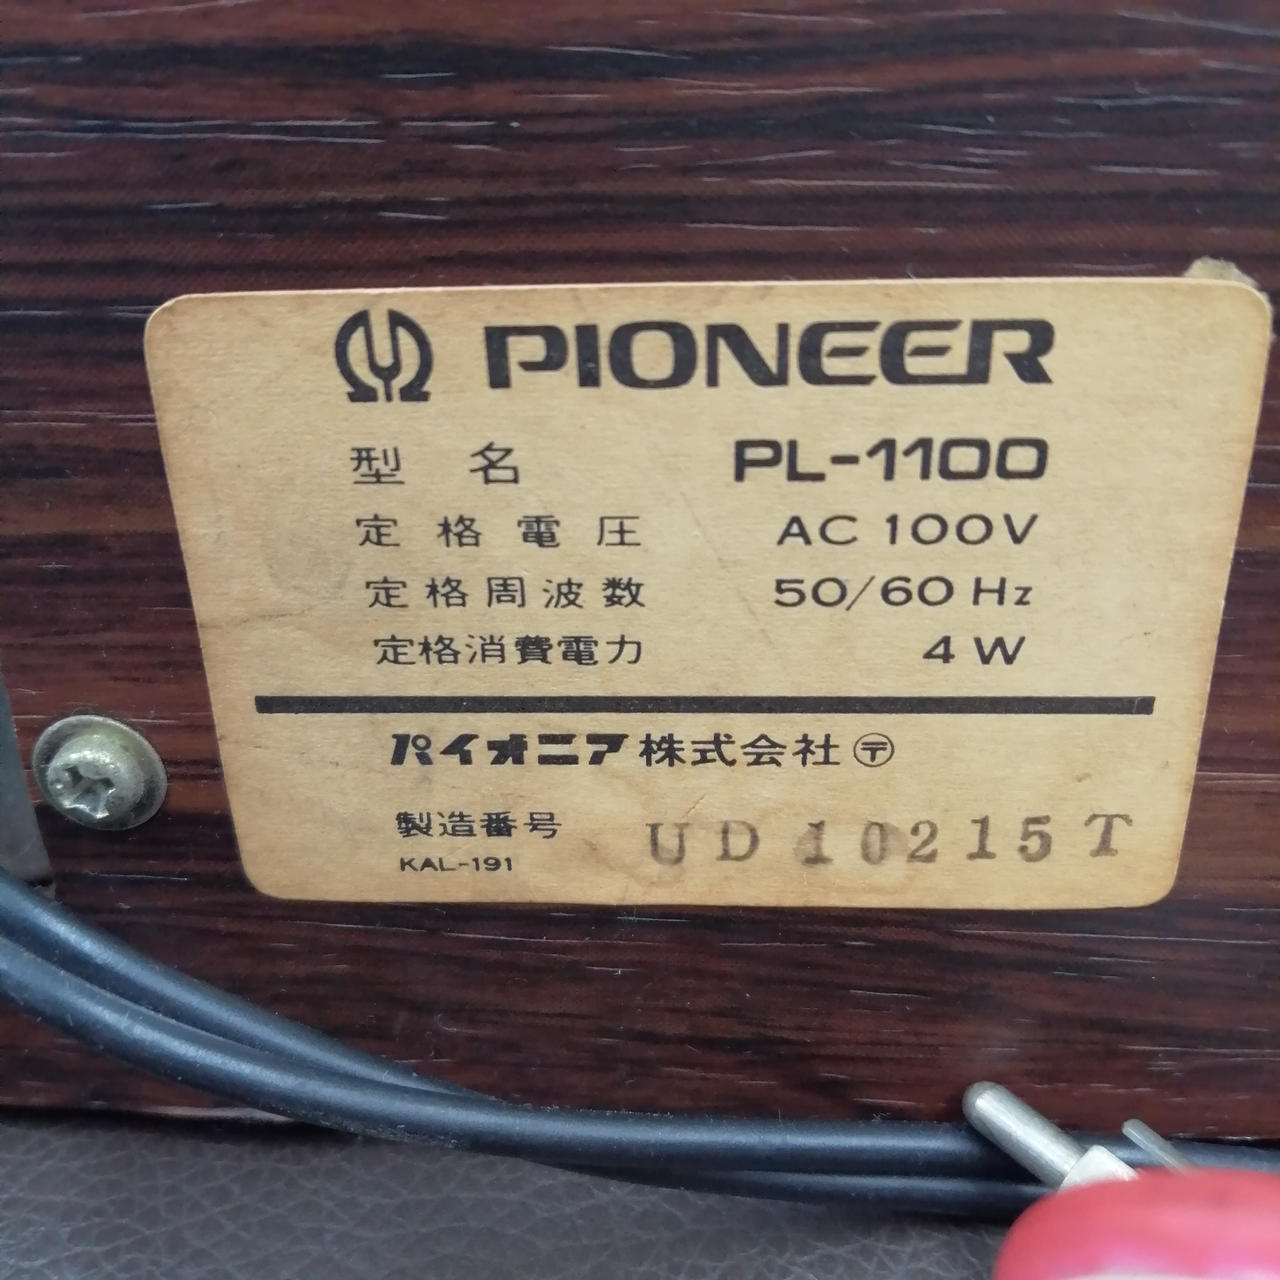 PIONEER
型名 PL-1100
定格電圧 AC 100V
定格周波数 50/60 Hz
定格消費電力 4 W
パイオニア株式会社 〶
製造番号 UD10215T
KAL-191